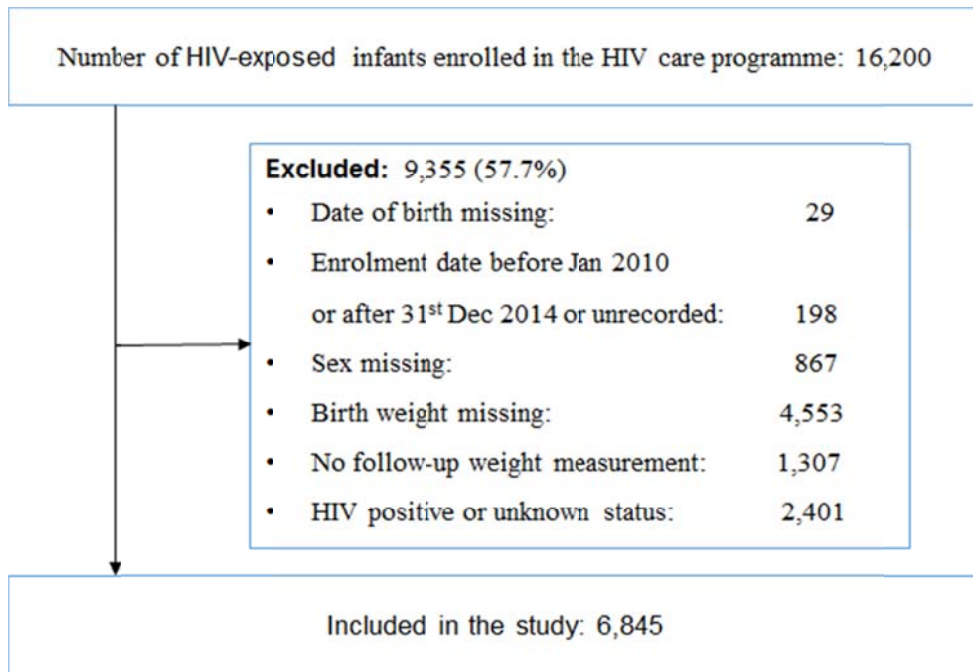 Number of HIV-exposed infants enrolled in the HIV care programme: 16,200
Excluded: 9,355 (57.7%)
• Date of birth missing: 29
• Enrolment date before Jan 2010
or after 31st Dec 2014 or unrecorded: 198
• Sex missing: 867
• Birth weight missing: 4,553
• No follow-up weight measurement: 1,307
• HIV positive or unknown status: 2,401
Included in the study: 6,845